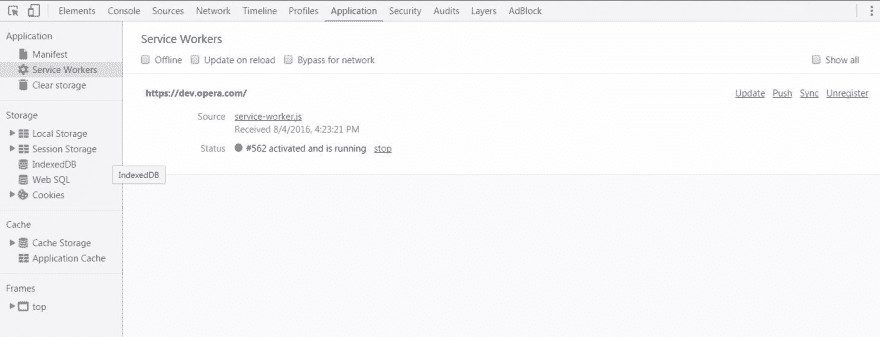 Elements Console Sources Network Timeline Profiles Application Security Audits Layers AdBlock
Application
Manifest
Service Workers
Clear storage
Storage
Local Storage
Session Storage
IndexedDB
Web SQL
Cookies
Cache
Cache Storage
Application Cache
Frames
top
IndexedDB
Service Workers
Offline Update on reload Bypass for network Show all
https://dev.opera.com/ Update Push Sync Unregister
Source service-worker.js
Received 8/4/2016, 4:23:21 PM
Status #562 activated and is running stop